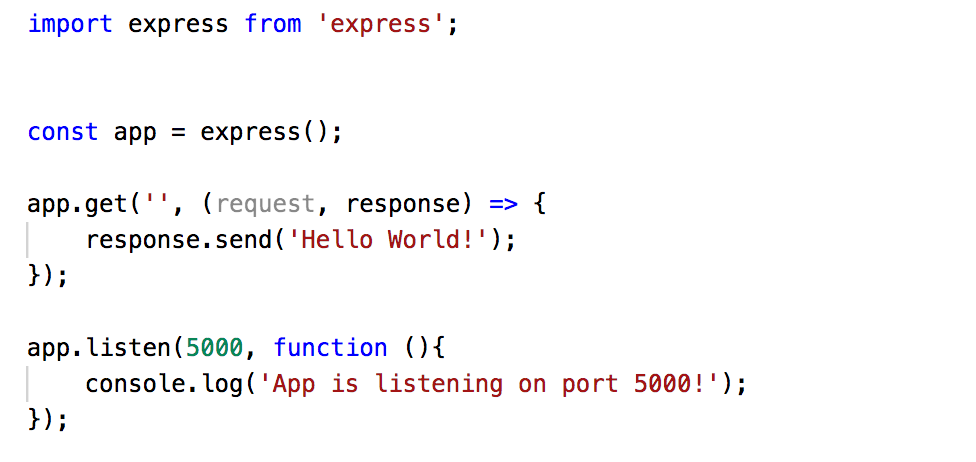 import express from 'express';
const app = express();
app.get('', (request, response) => {
    response.send('Hello World!');
});
app.listen(5000, function (){
    console.log('App is listening on port 5000!');
});